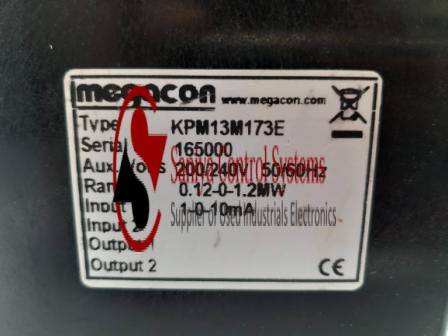 megacon www.megacon.com
Type KPM13M173E
Serial 165000
Aux. Volts 200/240V 50/60Hz
Saniya Control Systems
Range 0.12-0-1.2MW
Input 1 1-0-10mA
Supplier of Used Industrials Electronics
Input 2
Output 1
Output 2 CE